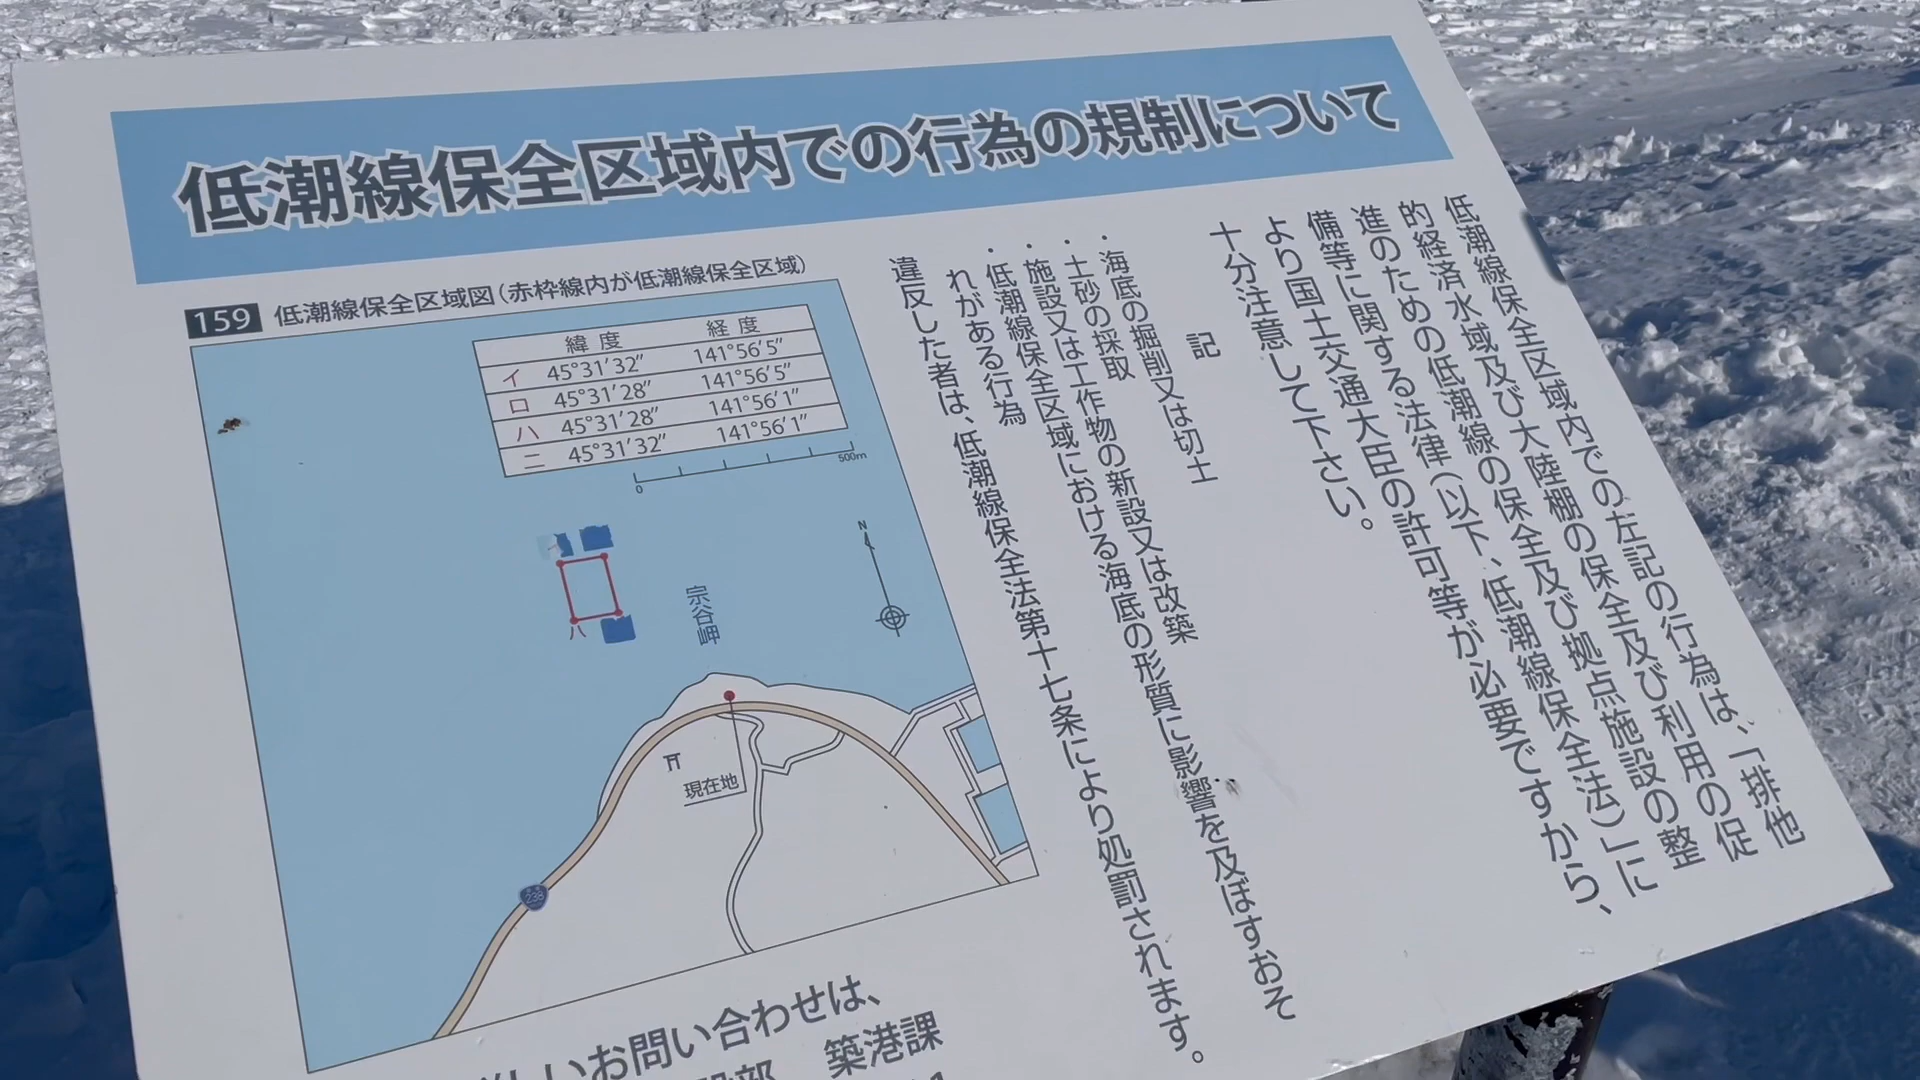 低潮線保全区域内での行為の規制について
低潮線保全区域内での左記の行為は、「排他
的経済水域及び大陸棚の保全及び利用の促
進のための低潮線の保全及び拠点施設の整
備等に関する法律(以下、低潮線保全法)」に
より国土交通大臣の許可等が必要ですから、
十分注意して下さい。
記
・海底の掘削又は切土
・土砂の採取
・施設又は工作物の新設又は改築
・低潮線保全区域における海底の形質に影響を及ぼすおそ
れがある行為
違反した者は、低潮線保全法第十七条により処罰されます。
159 低潮線保全区域図(赤枠線内が低潮線保全区域)
緯度 経度
イ 45°31′32″ 141°56′5″
ロ 45°31′28″ 141°56′5″
ハ 45°31′28″ 141°56′1″
ニ 45°31′32″ 141°56′1″
0 500m
N
ハ
宗谷岬
現在地
238
しいお問い合わせは、
部 築港課